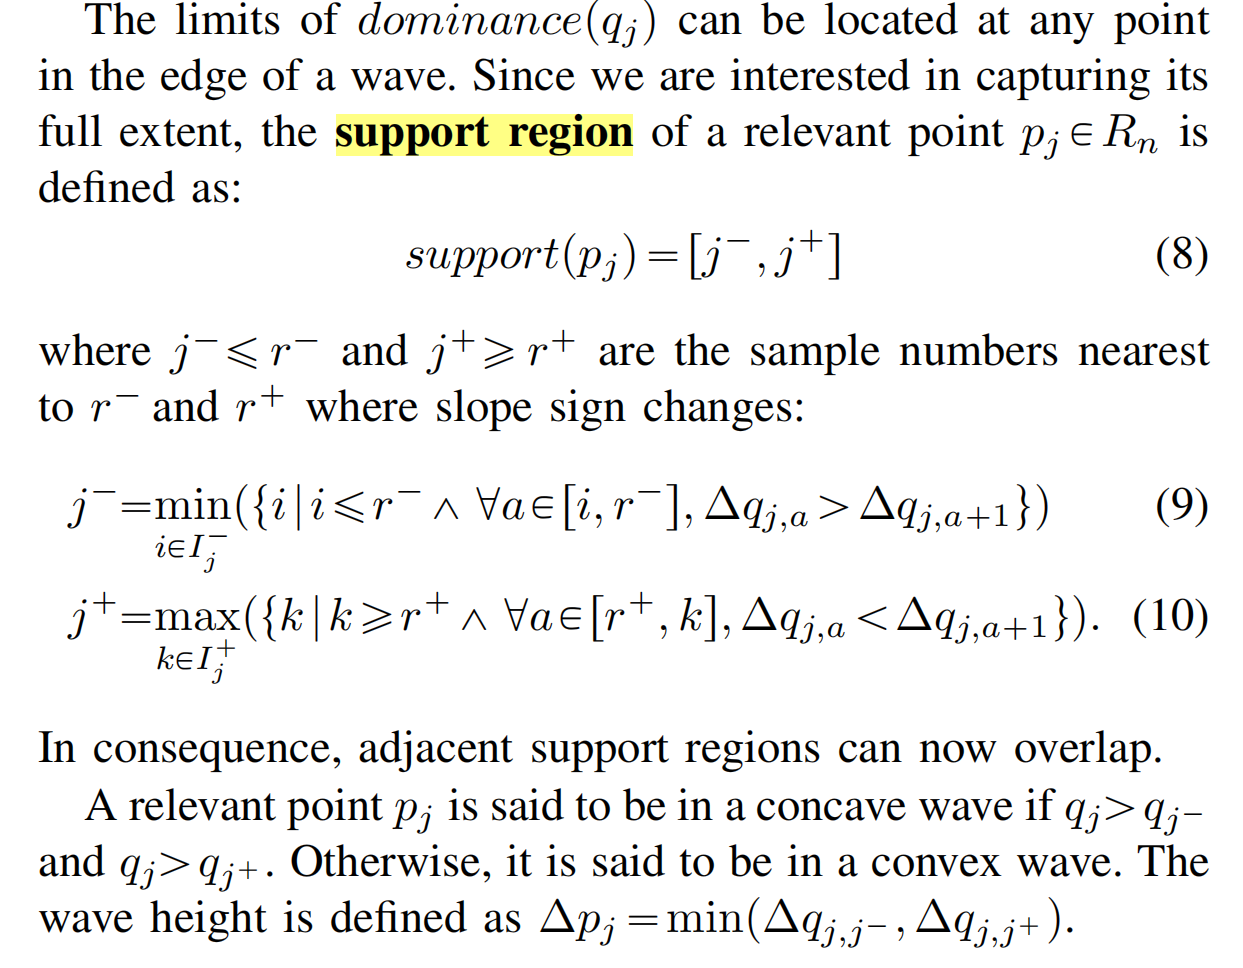 The limits of dominance(q_j) can be located at any point
in the edge of a wave. Since we are interested in capturing its
full extent, the support region of a relevant point p_j ∈ R_n is
defined as:
support(p_j) = [j⁻, j⁺] (8)
where j⁻ ⩽ r⁻ and j⁺ ⩾ r⁺ are the sample numbers nearest
to r⁻ and r⁺ where slope sign changes:
j⁻ = min_{i∈I_j⁻}({i | i ⩽ r⁻ ∧ ∀a ∈ [i, r⁻], Δq_{j,a} > Δq_{j,a+1}}) (9)
j⁺ = max_{k∈I_j⁺}({k | k ⩾ r⁺ ∧ ∀a ∈ [r⁺, k], Δq_{j,a} < Δq_{j,a+1}}). (10)
In consequence, adjacent support regions can now overlap.
A relevant point p_j is said to be in a concave wave if q_j > q_{j⁻}
and q_j > q_{j⁺}. Otherwise, it is said to be in a convex wave. The
wave height is defined as Δp_j = min(Δq_{j,j⁻}, Δq_{j,j⁺}).